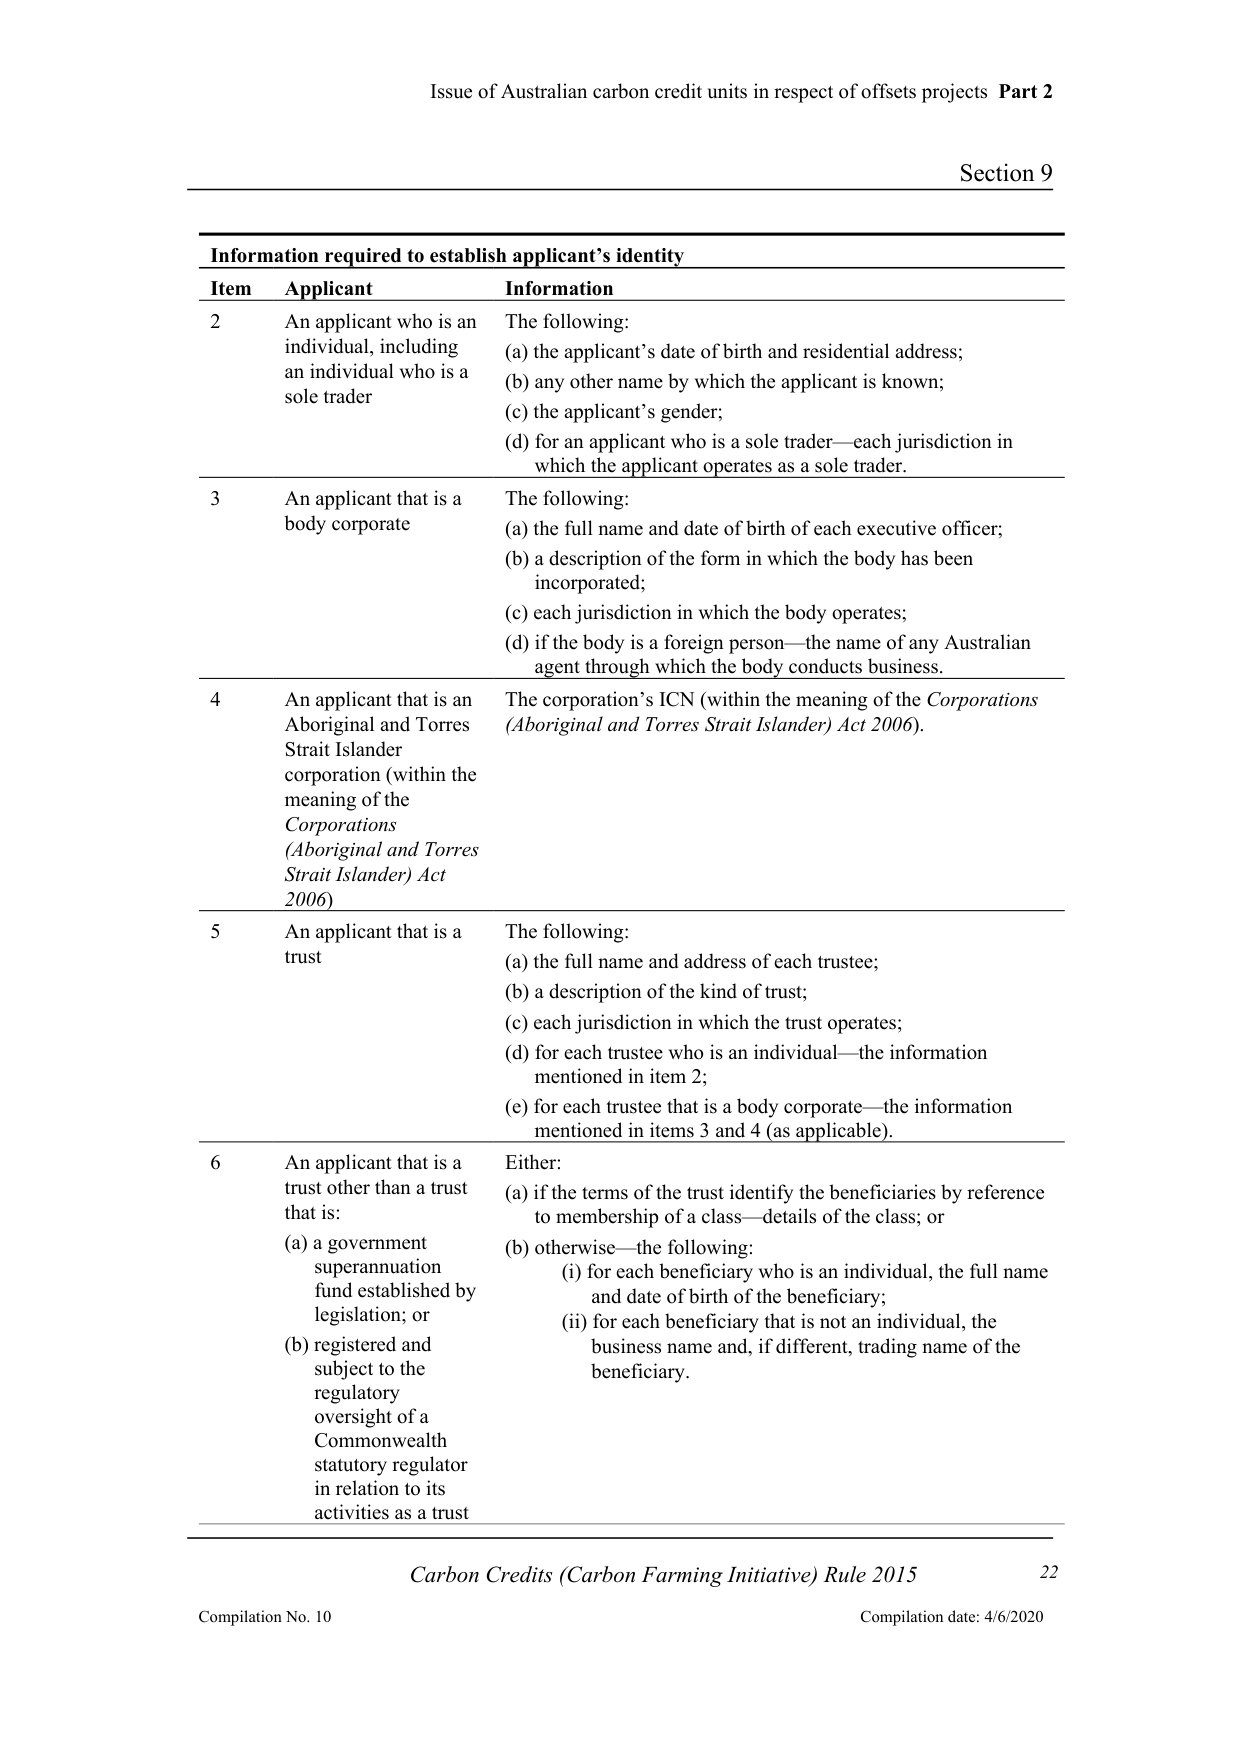 Issue of Australian carbon credit units in respect of offsets projects Part 2
Section 9
Information required to establish applicant’s identity
Item Applicant Information
2 An applicant who is an individual, including an individual who is a sole trader
The following:
(a) the applicant’s date of birth and residential address;
(b) any other name by which the applicant is known;
(c) the applicant’s gender;
(d) for an applicant who is a sole trader—each jurisdiction in
which the applicant operates as a sole trader.
3 An applicant that is a
body corporate
The following:
(a) the full name and date of birth of each executive officer;
(b) a description of the form in which the body has been
incorporated;
(c) each jurisdiction in which the body operates;
(d) if the body is a foreign person—the name of any Australian
agent through which the body conducts business.
4 An applicant that is an
Aboriginal and Torres
Strait Islander
corporation (within the
meaning of the
Corporations
(Aboriginal and Torres
Strait Islander) Act
2006)
The corporation’s ICN (within the meaning of the Corporations
(Aboriginal and Torres Strait Islander) Act 2006).
5 An applicant that is a
trust
The following:
(a) the full name and address of each trustee;
(b) a description of the kind of trust;
(c) each jurisdiction in which the trust operates;
(d) for each trustee who is an individual—the information
mentioned in item 2;
(e) for each trustee that is a body corporate—the information
mentioned in items 3 and 4 (as applicable).
6 An applicant that is a
trust other than a trust
that is:
(a) a government
superannuation
fund established by
legislation; or
(b) registered and
subject to the
regulatory
oversight of a
Commonwealth
statutory regulator
in relation to its
activities as a trust
Either:
(a) if the terms of the trust identify the beneficiaries by reference
to membership of a class—details of the class; or
(b) otherwise—the following:
(i) for each beneficiary who is an individual, the full name
and date of birth of the beneficiary;
(ii) for each beneficiary that is not an individual, the
business name and, if different, trading name of the
beneficiary.
Carbon Credits (Carbon Farming Initiative) Rule 2015 22
Compilation No. 10 Compilation date: 4/6/2020